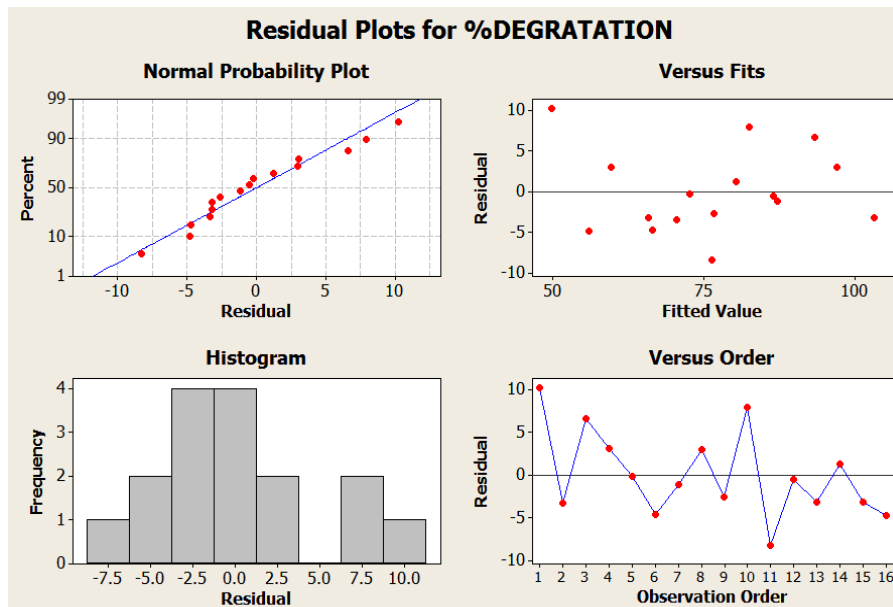 Residual Plots for %DEGRATATION
Normal Probability Plot
99
90
50
10
1
Percent
-10 -5 0 5 10
Residual
Versus Fits
10
5
0
-5
-10
Residual
50 75 100
Fitted Value
Histogram
4
3
2
1
0
Frequency
-7.5 -5.0 -2.5 0.0 2.5 5.0 7.5 10.0
Residual
Versus Order
10
5
0
-5
-10
Residual
1 2 3 4 5 6 7 8 9 10 11 12 13 14 15 16
Observation Order